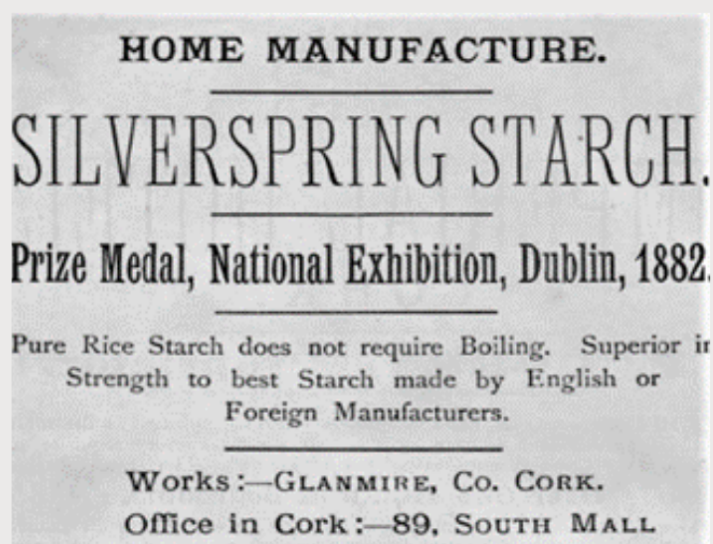 HOME MANUFACTURE.
SILVERSPRING STARCH.
Prize Medal, National Exhibition, Dublin, 1882.
Pure Rice Starch does not require Boiling. Superior in
Strength to best Starch made by English or
Foreign Manufacturers.
Works:—GLANMIRE, Co. CORK.
Office in Cork:—89, SOUTH MALL